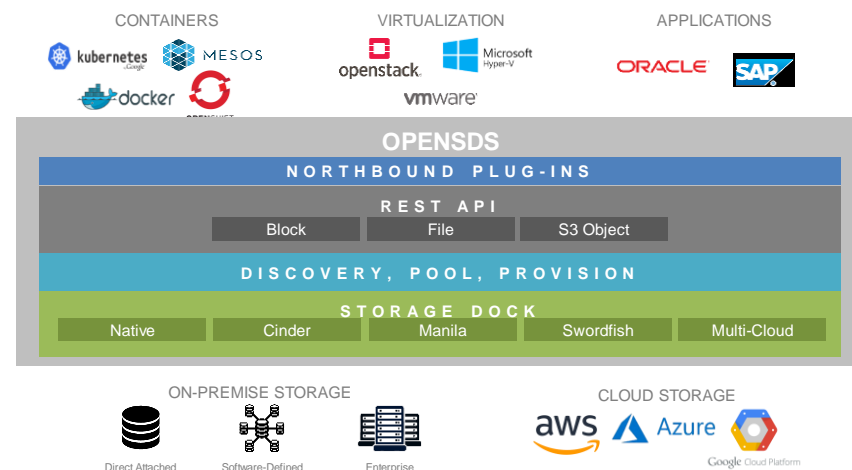 CONTAINERS VIRTUALIZATION APPLICATIONS
kubernetes
Google
MESOS
docker
openstack.
Microsoft
Hyper-V
vmware
ORACLE
SAP
OPENSDS
NORTHBOUND PLUG-INS
REST API
Block File S3 Object
DISCOVERY, POOL, PROVISION
STORAGE DOCK
Native Cinder Manila Swordfish Multi-Cloud
ON-PREMISE STORAGE
CLOUD STORAGE
aws
Azure
Google Cloud Platform
Direct Attached Software-Defined Enterprise